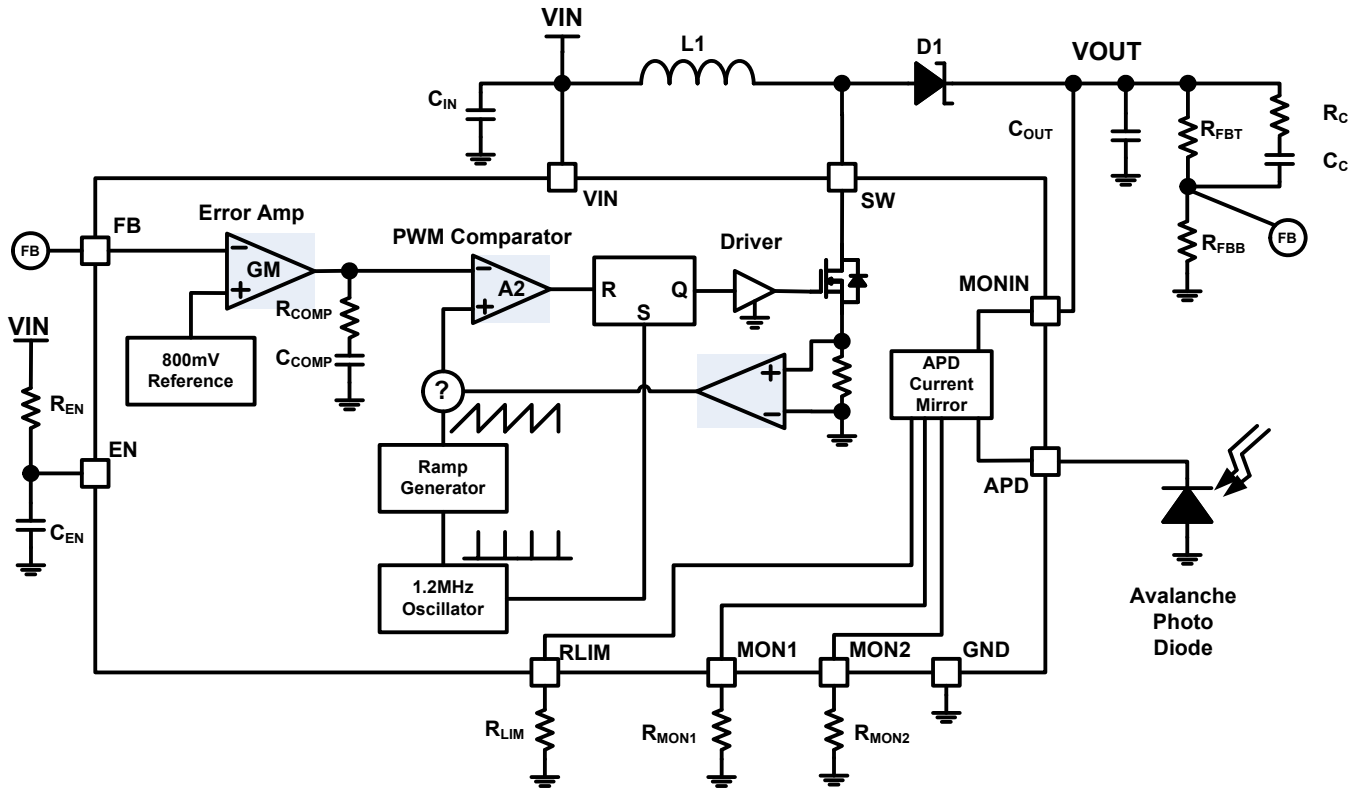 VIN
L1
D1
VOUT
CIN
COUT
RFBT
RC
CC
VIN
SW
FB
Error Amp
PWM Comparator
Driver
RFBB
FB
FB
GM
A2
R
Q
S
MONIN
RCOMP
CCOMP
VIN
800mV
Reference
APD
Current
Mirror
REN
?
EN
Ramp
Generator
APD
CEN
1.2MHz
Oscillator
Avalanche
Photo
Diode
RLIM
MON1
MON2
GND
RLIM
RMON1
RMON2